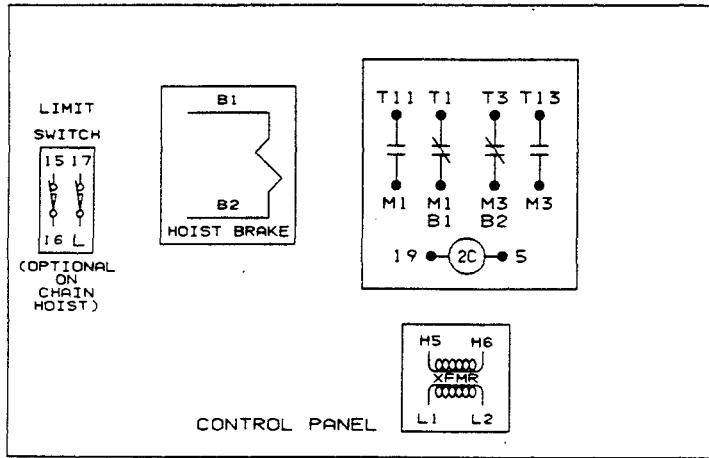 LIMIT
SWITCH
15 17
16 L
(OPTIONAL
ON
CHAIN
HOIST)
B1
B2
HOIST BRAKE
T11 T1 T3 T13
M1 M1 M3 M3
B1 B2
19 2C 5
H5 H6
XFMR
L1 L2
CONTROL PANEL